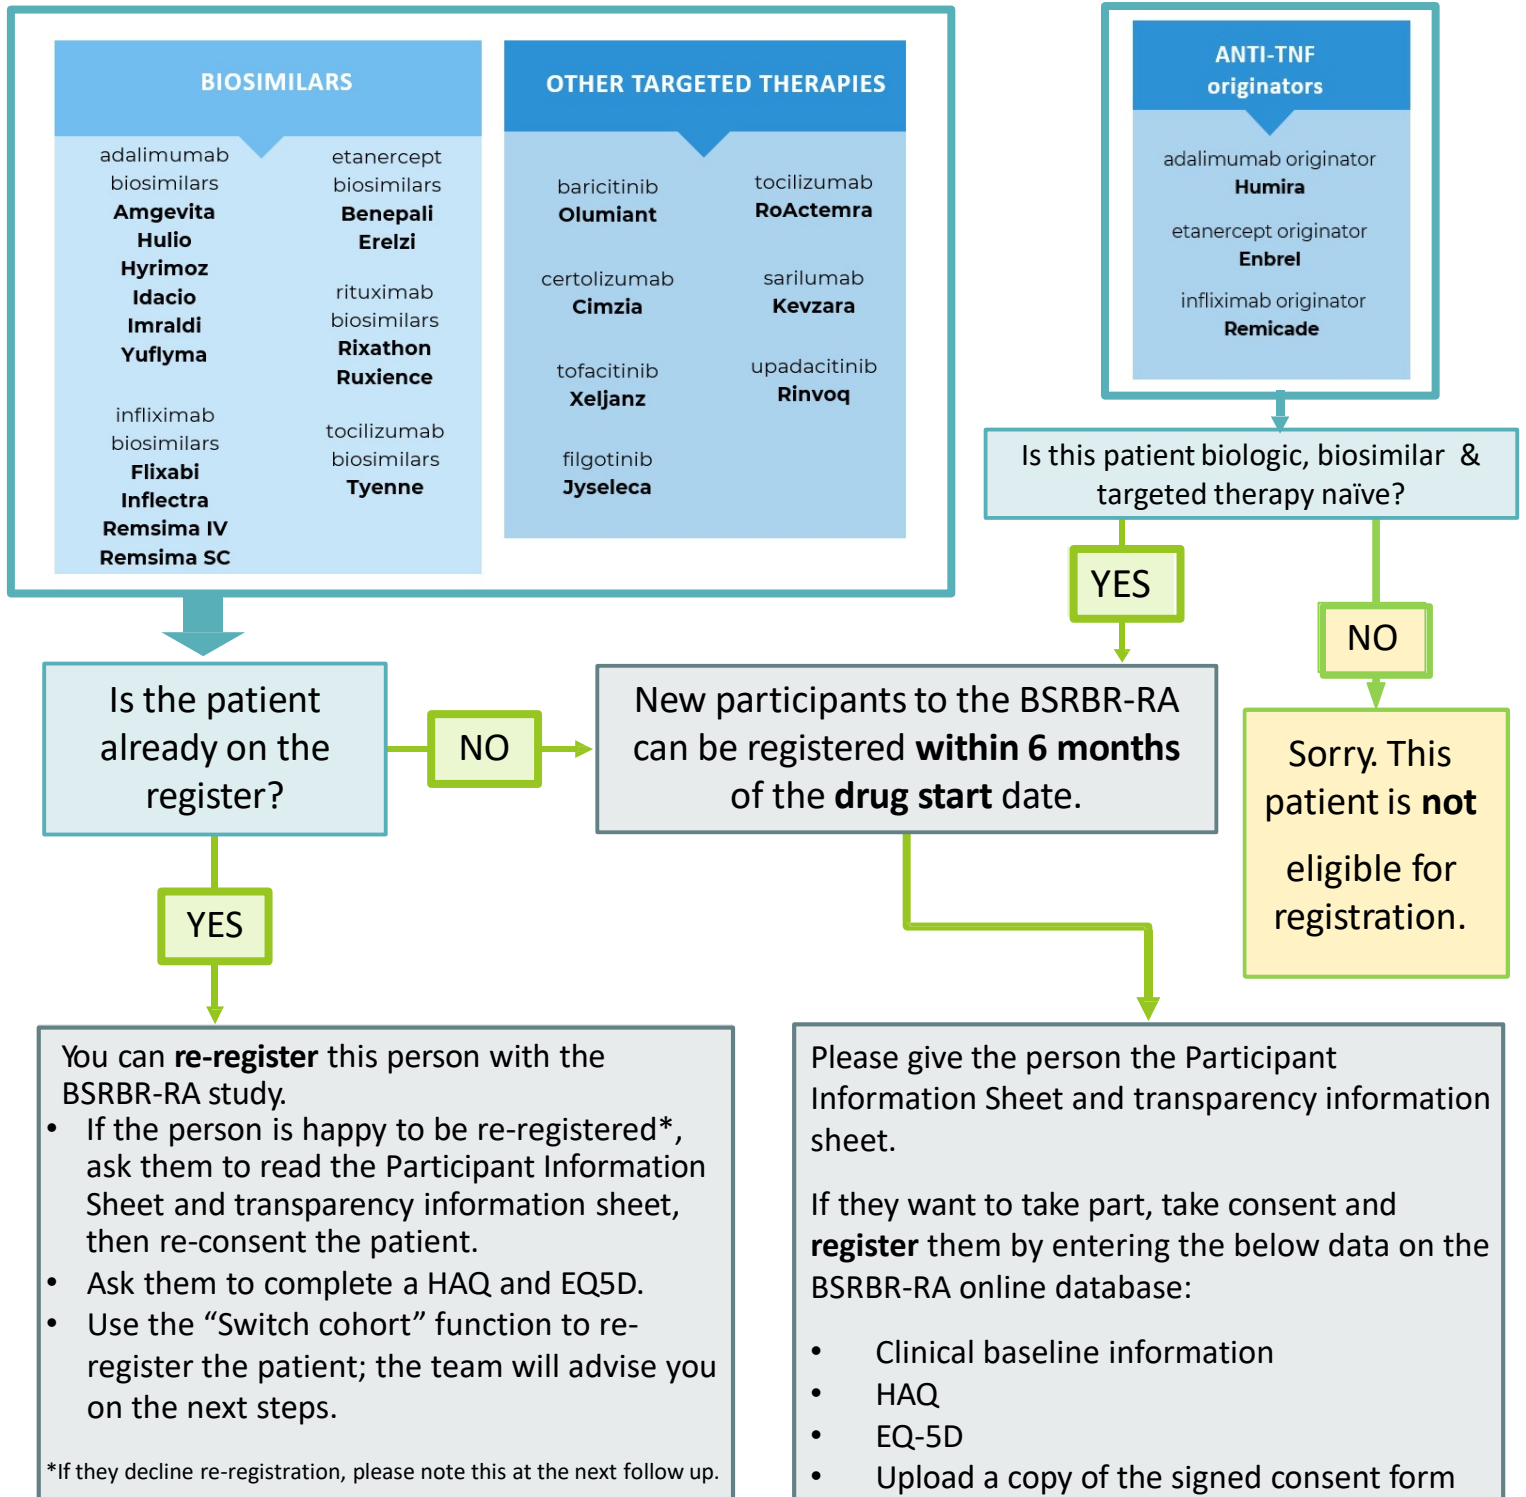 BIOSIMILARS
adalimumab
biosimilars
Amgevita
Hulio
Hyrimoz
Idacio
Imraldi
Yuflyma
infliximab
biosimilars
Flixabi
Inflectra
Remsima IV
Remsima SC
etanercept
biosimilars
Benepali
Erelzi
rituximab
biosimilars
Rixathon
Ruxience
tocilizumab
biosimilars
Tyenne
OTHER TARGETED THERAPIES
baricitinib
Olumiant
certolizumab
Cimzia
tofacitinib
Xeljanz
filgotinib
Jyseleca
tocilizumab
RoActemra
sarilumab
Kevzara
upadacitinib
Rinvoq
ANTI-TNF
originators
adalimumab originator
Humira
etanercept originator
Enbrel
infliximab originator
Remicade
Is this patient biologic, biosimilar &
targeted therapy naïve?
YES
NO
Is the patient
already on the
register?
NO
New participants to the BSRBR-RA
can be registered within 6 months
of the drug start date.
Sorry. This
patient is not
eligible for
registration.
YES
You can re-register this person with the
BSRBR-RA study.
• If the person is happy to be re-registered*,
ask them to read the Participant Information
Sheet and transparency information sheet,
then re-consent the patient.
• Ask them to complete a HAQ and EQ5D.
• Use the “Switch cohort” function to re-
register the patient; the team will advise you
on the next steps.
*If they decline re-registration, please note this at the next follow up.
Please give the person the Participant
Information Sheet and transparency information
sheet.
If they want to take part, take consent and
register them by entering the below data on the
BSRBR-RA online database:
• Clinical baseline information
• HAQ
• EQ-5D
• Upload a copy of the signed consent form